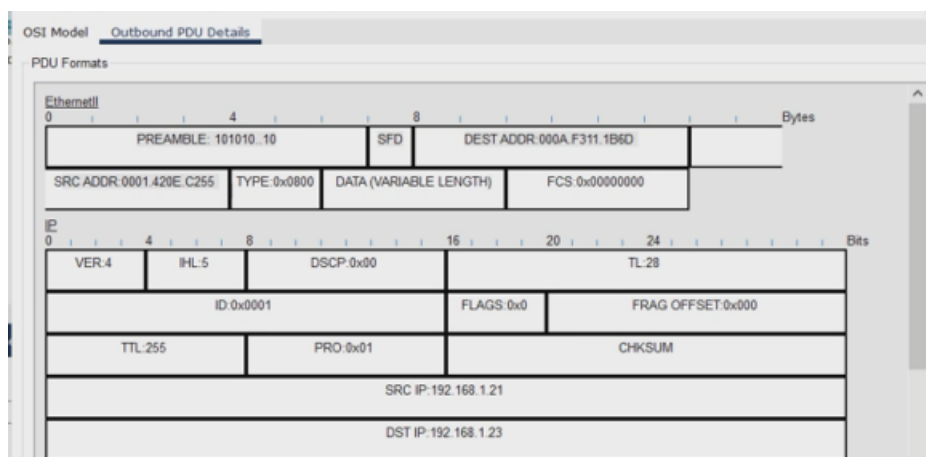 OSI Model Outbound PDU Details
PDU Formats
EthernetII
0 4 8 Bytes
PREAMBLE: 101010..10 SFD DEST ADDR:000A.F311.1B6D
SRC ADDR:0001.420E.C255 TYPE:0x0800 DATA (VARIABLE LENGTH) FCS:0x00000000
IP
0 4 8 16 20 24 Bits
VER:4 IHL:5 DSCP:0x00 TL:28
ID:0x0001 FLAGS:0x0 FRAG OFFSET:0x000
TTL:255 PRO:0x01 CHKSUM
SRC IP:192.168.1.21
DST IP:192.168.1.23